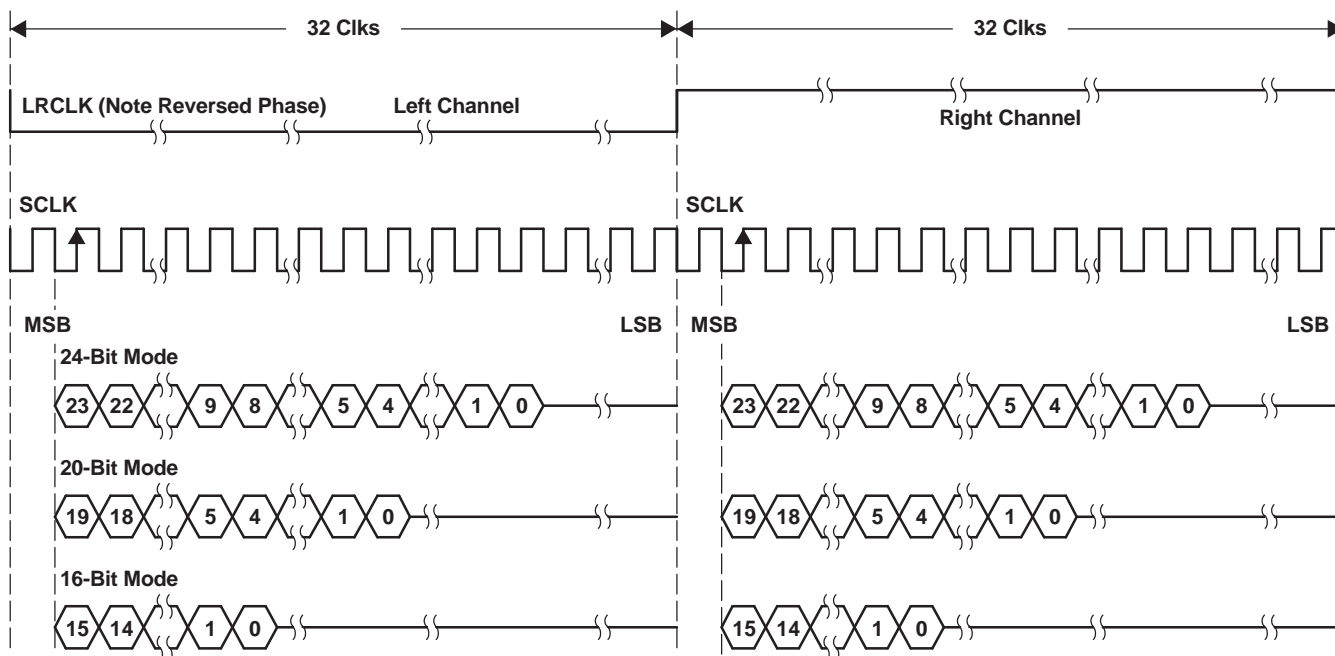 32 Clks 32 Clks
LRCLK (Note Reversed Phase) Left Channel
Right Channel
SCLK SCLK
MSB LSB MSB LSB
24-Bit Mode
23 22 9 8 5 4 1 0 23 22 9 8 5 4 1 0
20-Bit Mode
19 18 5 4 1 0 19 18 5 4 1 0
16-Bit Mode
15 14 1 0 15 14 1 0